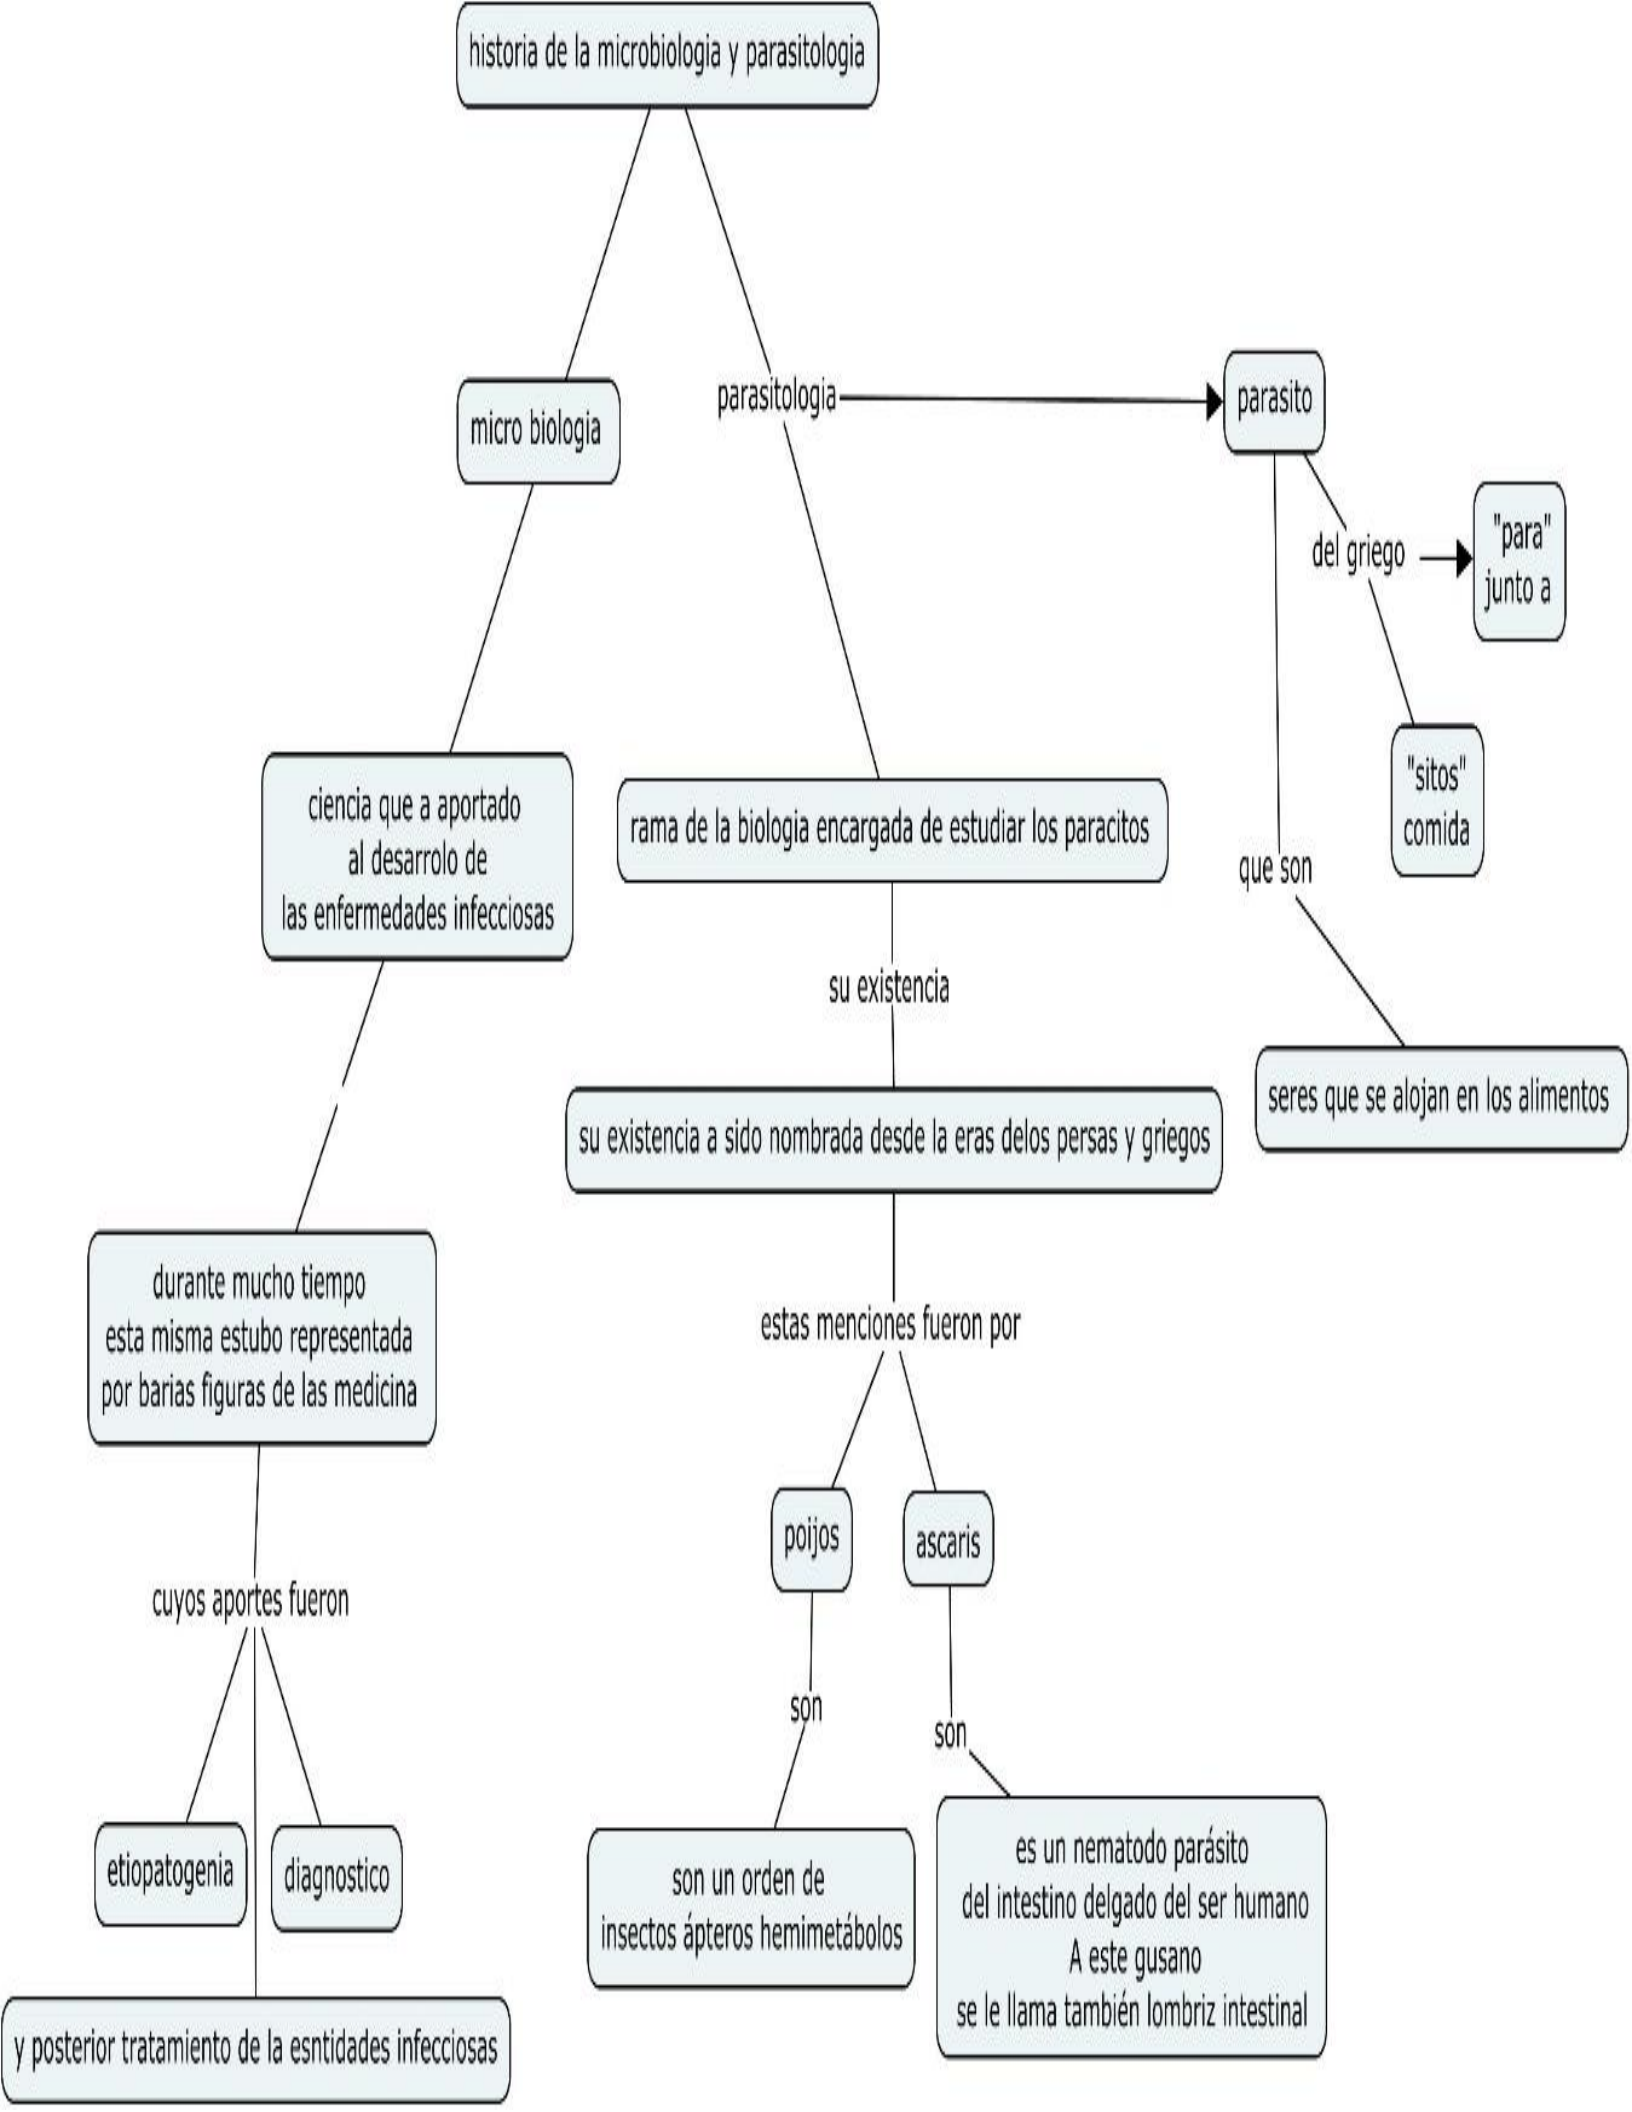 historia de la microbiologia y parasitologia
micro biologia
parasitologia
parasito
del griego
"para"
junto a
"sitos"
comida
que son
seres que se alojan en los alimentos
ciencia que a aportado
al desarrolo de
las enfermedades infecciosas
rama de la biologia encargada de estudiar los paracitos
su existencia
su existencia a sido nombrada desde la eras delos persas y griegos
durante mucho tiempo
esta misma estubo representada
por barias figuras de las medicina
estas menciones fueron por
cuyos aportes fueron
poijos
ascaris
son
son
etiopatogenia
diagnostico
y posterior tratamiento de la esntidades infecciosas
son un orden de
insectos ápteros hemimetábolos
es un nematodo parásito
del intestino delgado del ser humano
A este gusano
se le llama también lombriz intestinal